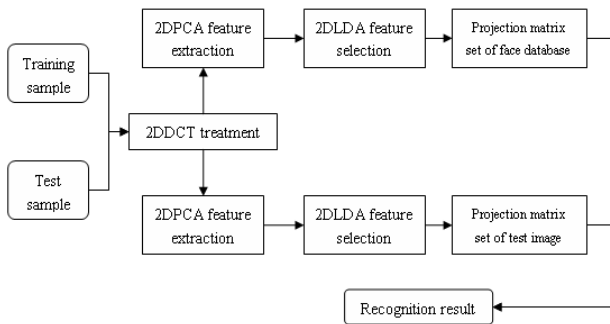 2DPCA feature
extraction
2DLDA feature
selection
Projection matrix
set of face database
Training
sample
2DDCT treatment
Test
sample
2DPCA feature
extraction
2DLDA feature
selection
Projection matrix
set of test image
Recognition result